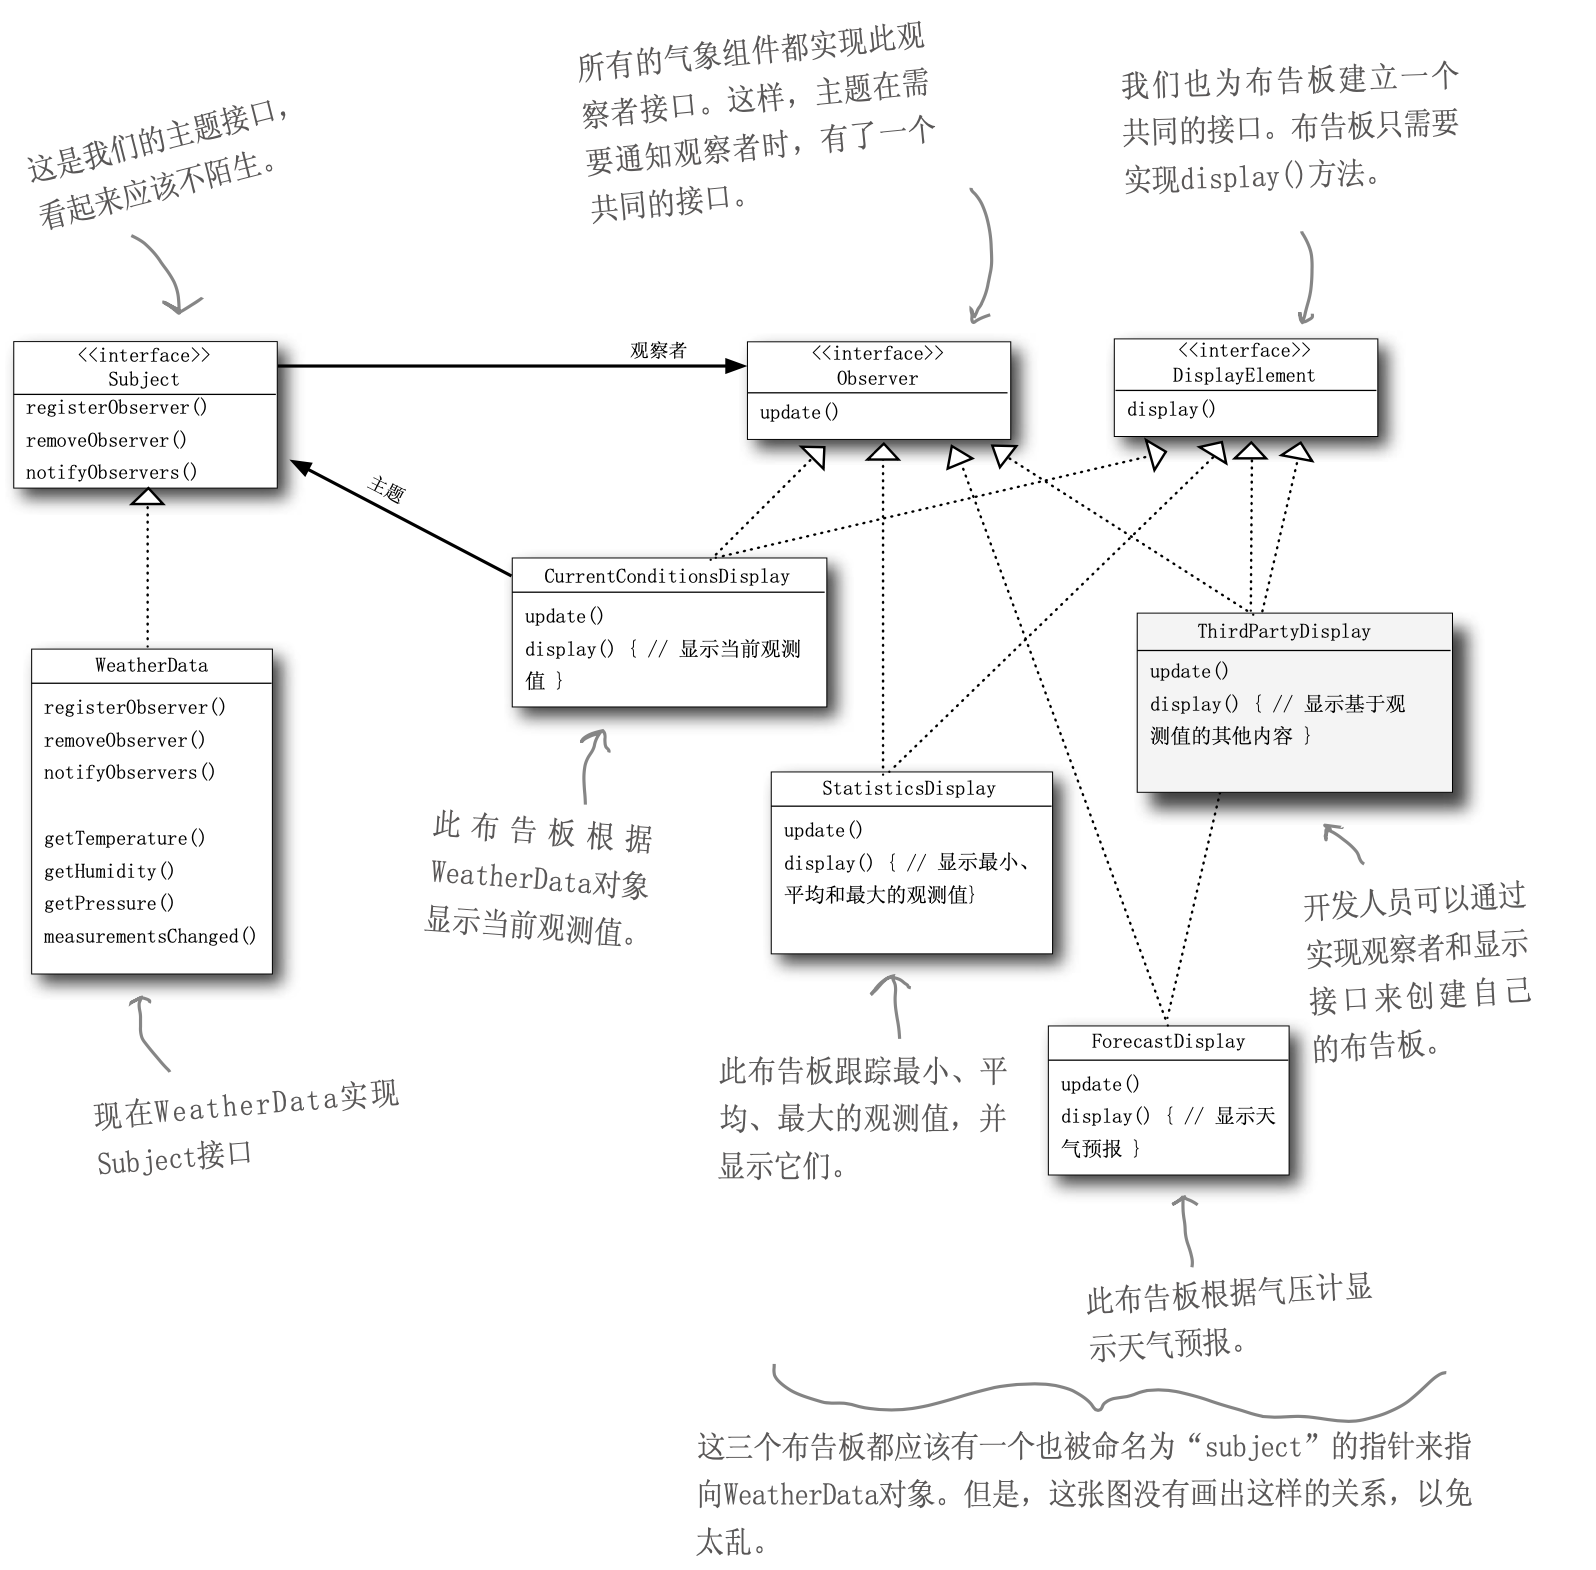 这是我们的主题接口，
看起来应该不陌生。
所有的气象组件都实现此观
察者接口。这样，主题在需
要通知观察者时，有了一个
共同的接口。
我们也为布告板建立一个
共同的接口。布告板只需要
实现display()方法。
<<interface>>
Subject
registerObserver()
removeObserver()
notifyObservers()
观察者
<<interface>>
Observer
update()
<<interface>>
DisplayElement
display()
主题
CurrentConditionsDisplay
update()
display() { // 显示当前观测
值 }
ThirdPartyDisplay
update()
display() { // 显示基于观
测值的其他内容 }
WeatherData
registerObserver()
removeObserver()
notifyObservers()
getTemperature()
getHumidity()
getPressure()
measurementsChanged()
StatisticsDisplay
update()
display() { // 显示最小、
平均和最大的观测值}
此布告板根据
WeatherData对象
显示当前观测值。
开发人员可以通过
实现观察者和显示
接口来创建自己
的布告板。
ForecastDisplay
update()
display() { // 显示天
气预报 }
现在WeatherData实现
Subject接口
此布告板跟踪最小、平
均、最大的观测值，并
显示它们。
此布告板根据气压计显
示天气预报。
这三个布告板都应该有一个也被命名为“subject”的指针来指
向WeatherData对象。但是，这张图没有画出这样的关系，以免
太乱。